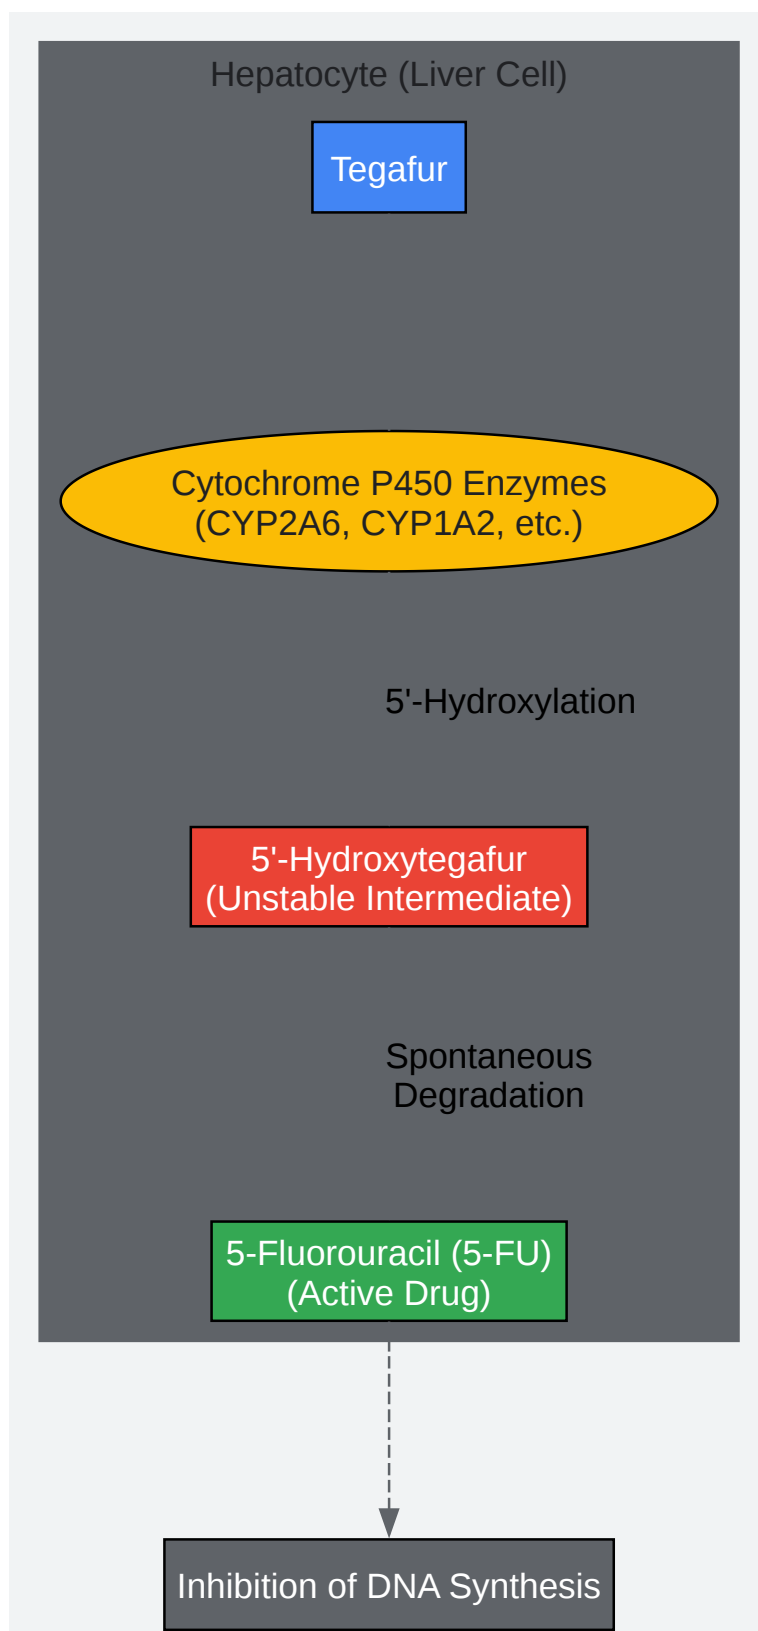 Hepatocyte (Liver Cell)
Tegafur
Cytochrome P450 Enzymes
(CYP2A6, CYP1A2, etc.)
5'-Hydroxylation
5'-Hydroxytegafur
(Unstable Intermediate)
Spontaneous
Degradation
5-Fluorouracil (5-FU)
(Active Drug)
Inhibition of DNA Synthesis